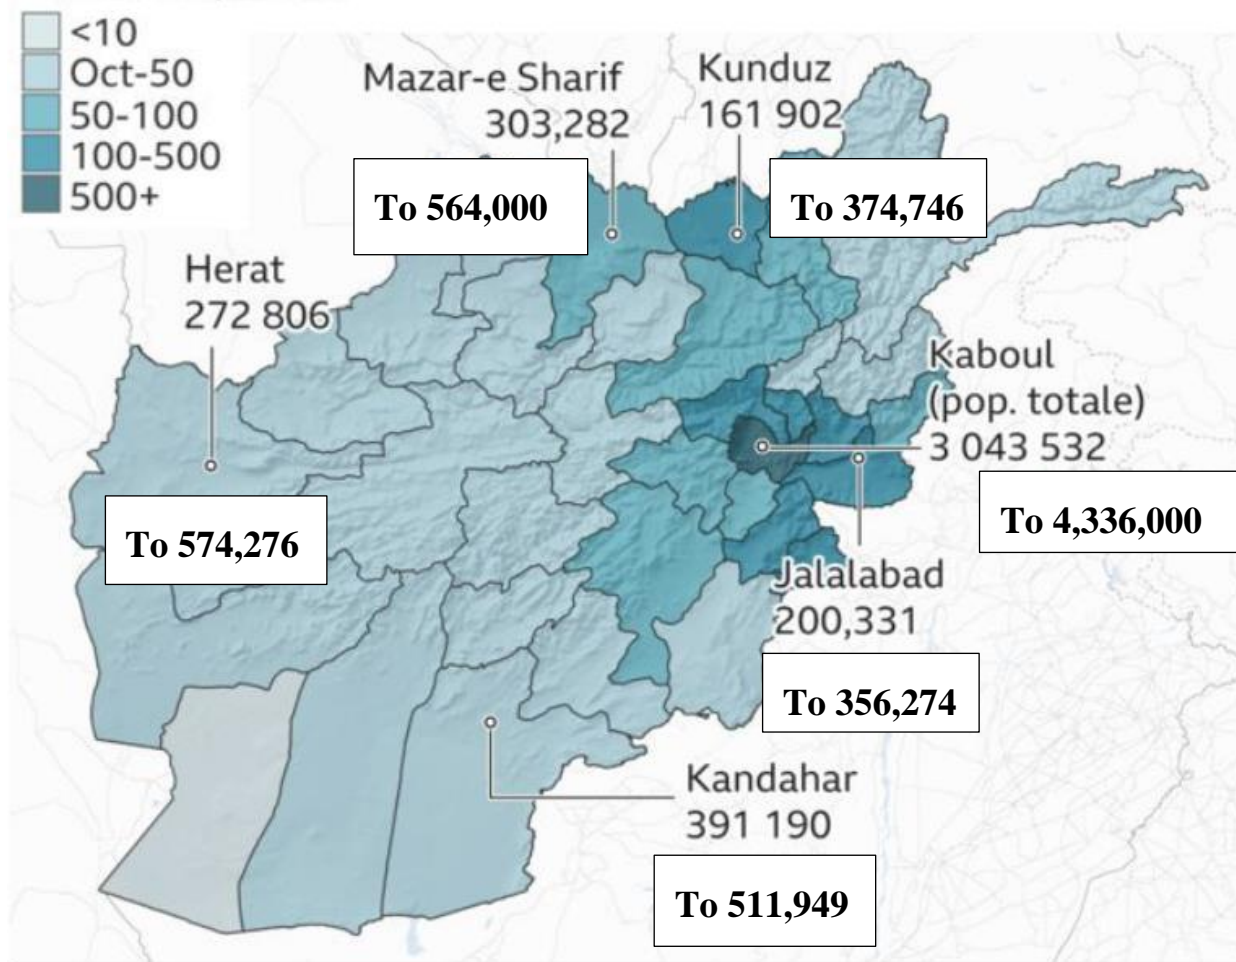 <10
Oct-50
50-100
100-500
500+
Mazar-e Sharif
303,282
To 564,000
Kunduz
161 902
To 374,746
Herat
272 806
To 574,276
Kaboul
(pop. totale)
3 043 532
To 4,336,000
Jalalabad
200,331
To 356,274
Kandahar
391 190
To 511,949